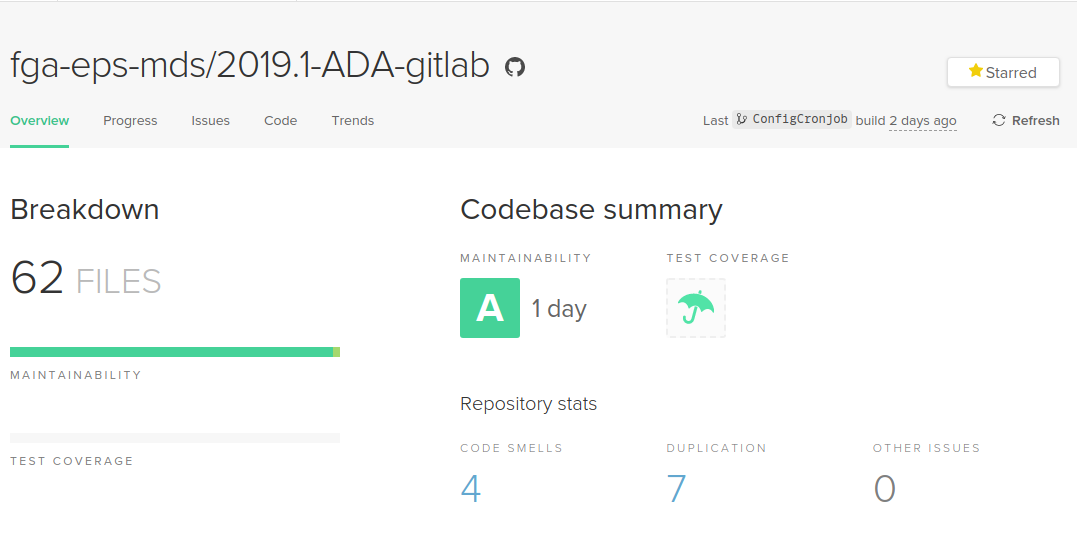 fga-eps-mds/2019.1-ADA-gitlab
Starred
Overview Progress Issues Code Trends Last ConfigCronjob build 2 days ago Refresh
Breakdown
62 FILES
MAINTAINABILITY
TEST COVERAGE
Codebase summary
MAINTAINABILITY TEST COVERAGE
A 1 day
Repository stats
CODE SMELLS DUPLICATION OTHER ISSUES
4 7 0